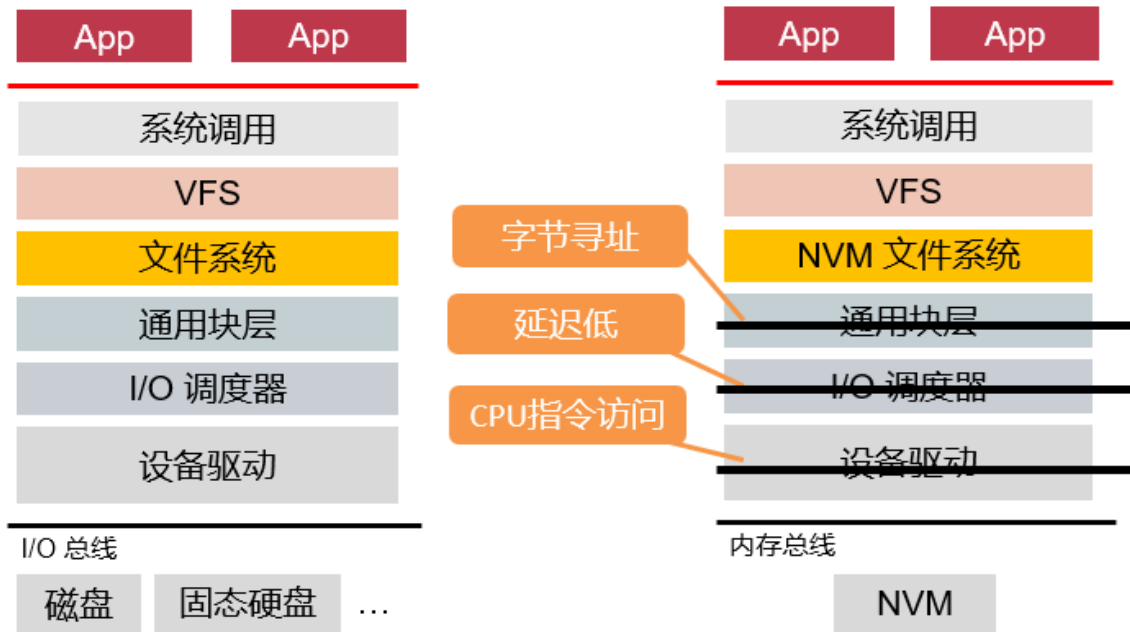 App App
系统调用
VFS
文件系统
通用块层
I/O 调度器
设备驱动
I/O 总线
磁盘 固态硬盘 …
字节寻址
延迟低
CPU指令访问
App App
系统调用
VFS
NVM 文件系统
通用块层
I/O 调度器
设备驱动
内存总线
NVM